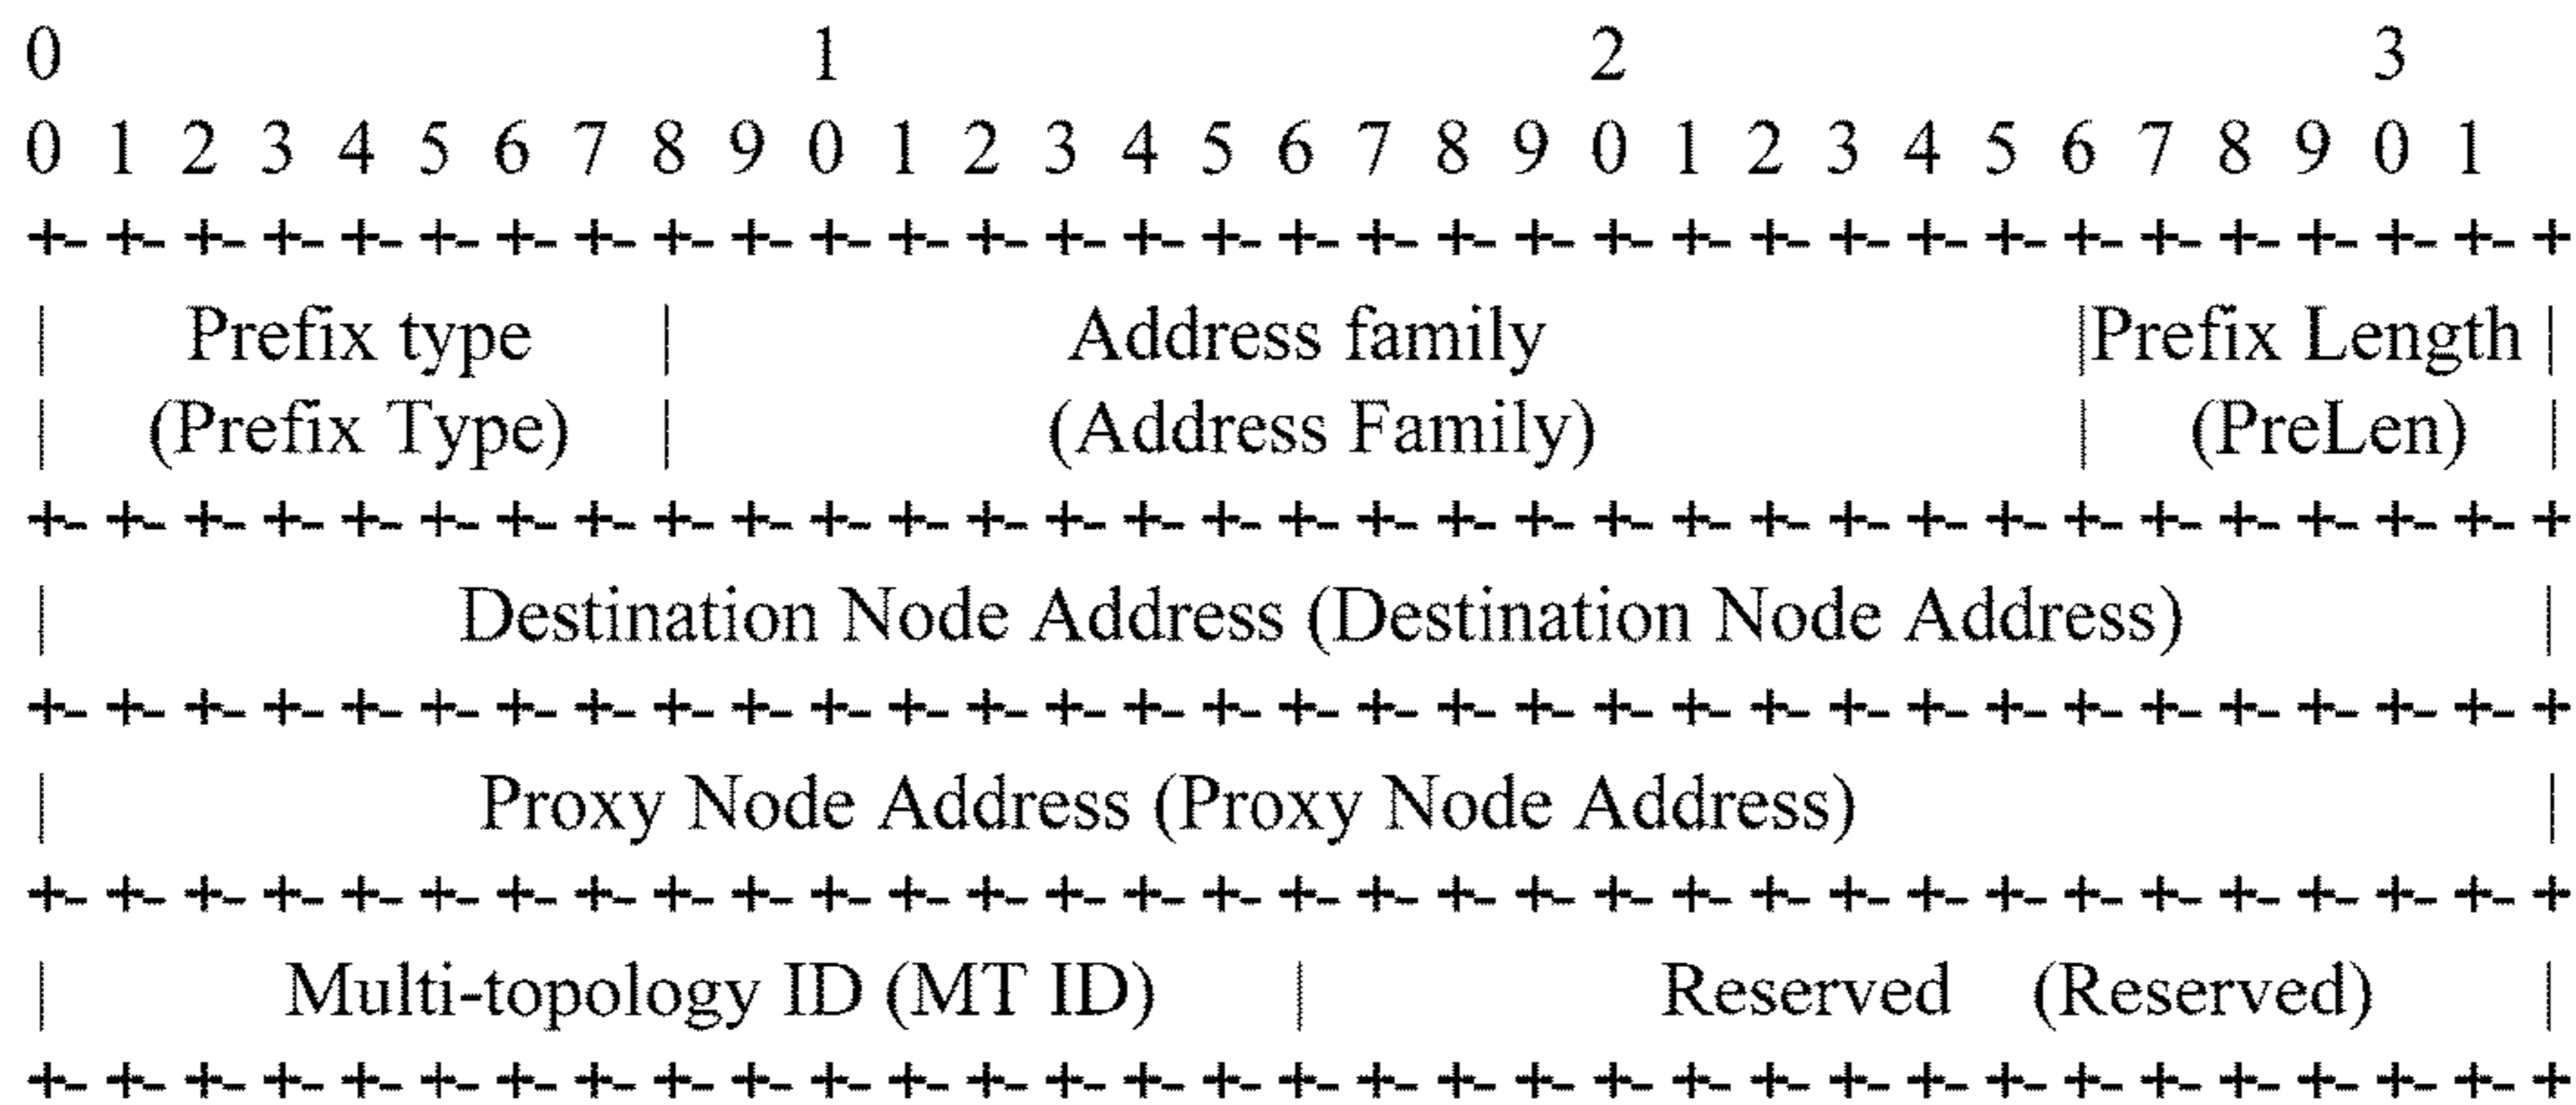 0 1 2 3
0 1 2 3 4 5 6 7 8 9 0 1 2 3 4 5 6 7 8 9 0 1 2 3 4 5 6 7 8 9 0 1
+-+-+-+-+-+-+-+-+-+-+-+-+-+-+-+-+-+-+-+-+-+-+-+-+-+-+-+-+-+-+-+-+
| Prefix type | Address family |Prefix Length |
| (Prefix Type) | (Address Family) | (PreLen) |
+-+-+-+-+-+-+-+-+-+-+-+-+-+-+-+-+-+-+-+-+-+-+-+-+-+-+-+-+-+-+-+-+
| Destination Node Address (Destination Node Address) |
+-+-+-+-+-+-+-+-+-+-+-+-+-+-+-+-+-+-+-+-+-+-+-+-+-+-+-+-+-+-+-+-+
| Proxy Node Address (Proxy Node Address) |
+-+-+-+-+-+-+-+-+-+-+-+-+-+-+-+-+-+-+-+-+-+-+-+-+-+-+-+-+-+-+-+-+
| Multi-topology ID (MT ID) | Reserved (Reserved) |
+-+-+-+-+-+-+-+-+-+-+-+-+-+-+-+-+-+-+-+-+-+-+-+-+-+-+-+-+-+-+-+-+